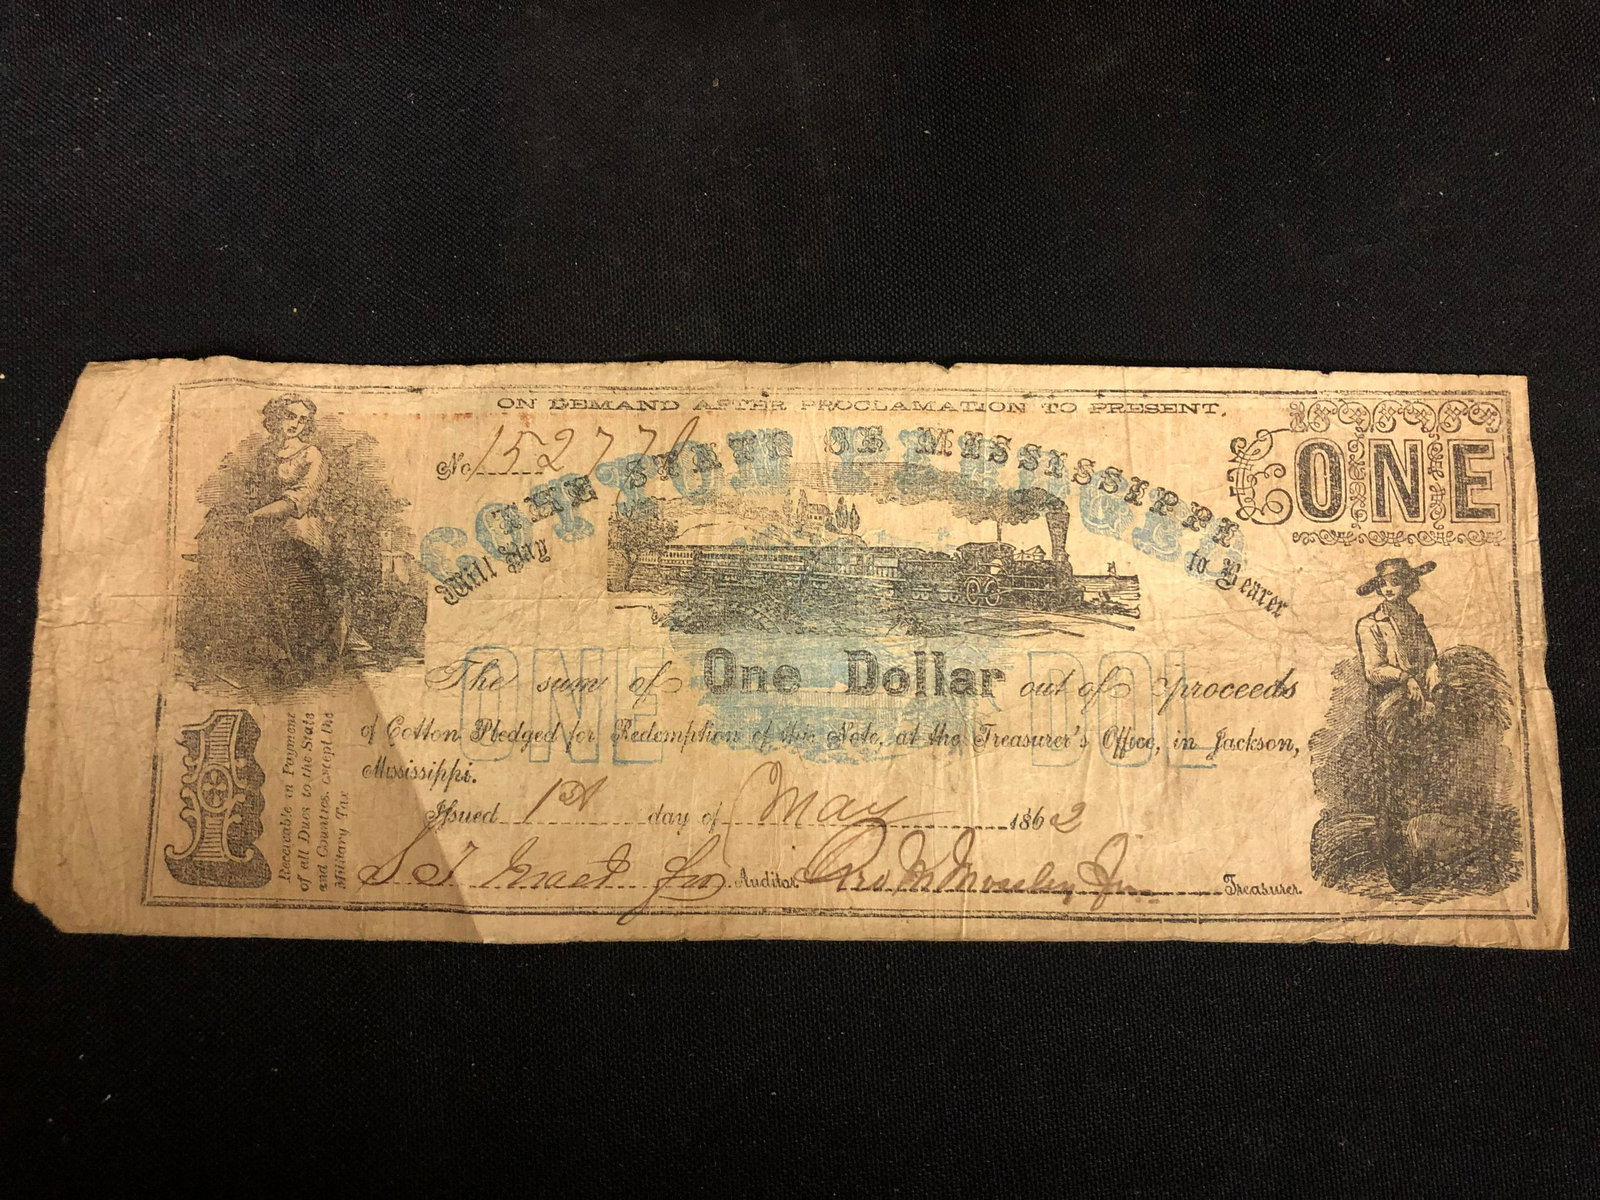 ON DEMAND AFTER PROCLAMATION TO PRESENT.
No. 15277
THE STATE OF MISSISSIPPI
COTTON PLEDGED
ONE
Will Pay
to Bearer
The sum of One Dollar out of proceeds
ONE DOL
of Cotton Pledged for Redemption of this Note, at the Treasurer's Office, in Jackson,
Mississippi.
Issued 1st day of May 1862
Auditor
Treasurer.
1
Receivable in Payment
of all Dues to the State
and Counties, except the
Military Tax